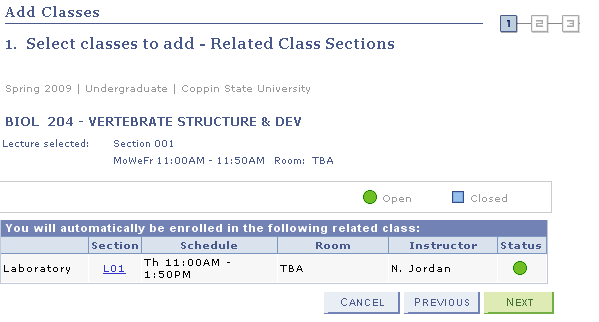 Add Classes
1 2 3
1. Select classes to add - Related Class Sections
Spring 2009 | Undergraduate | Coppin State University
BIOL 204 - VERTEBRATE STRUCTURE & DEV
Lecture selected: Section 001
MoWeFr 11:00AM - 11:50AM Room: TBA
Open Closed
You will automatically be enrolled in the following related class:
Section Schedule Room Instructor Status
Laboratory L01 Th 11:00AM - 1:50PM TBA N. Jordan
CANCEL PREVIOUS NEXT